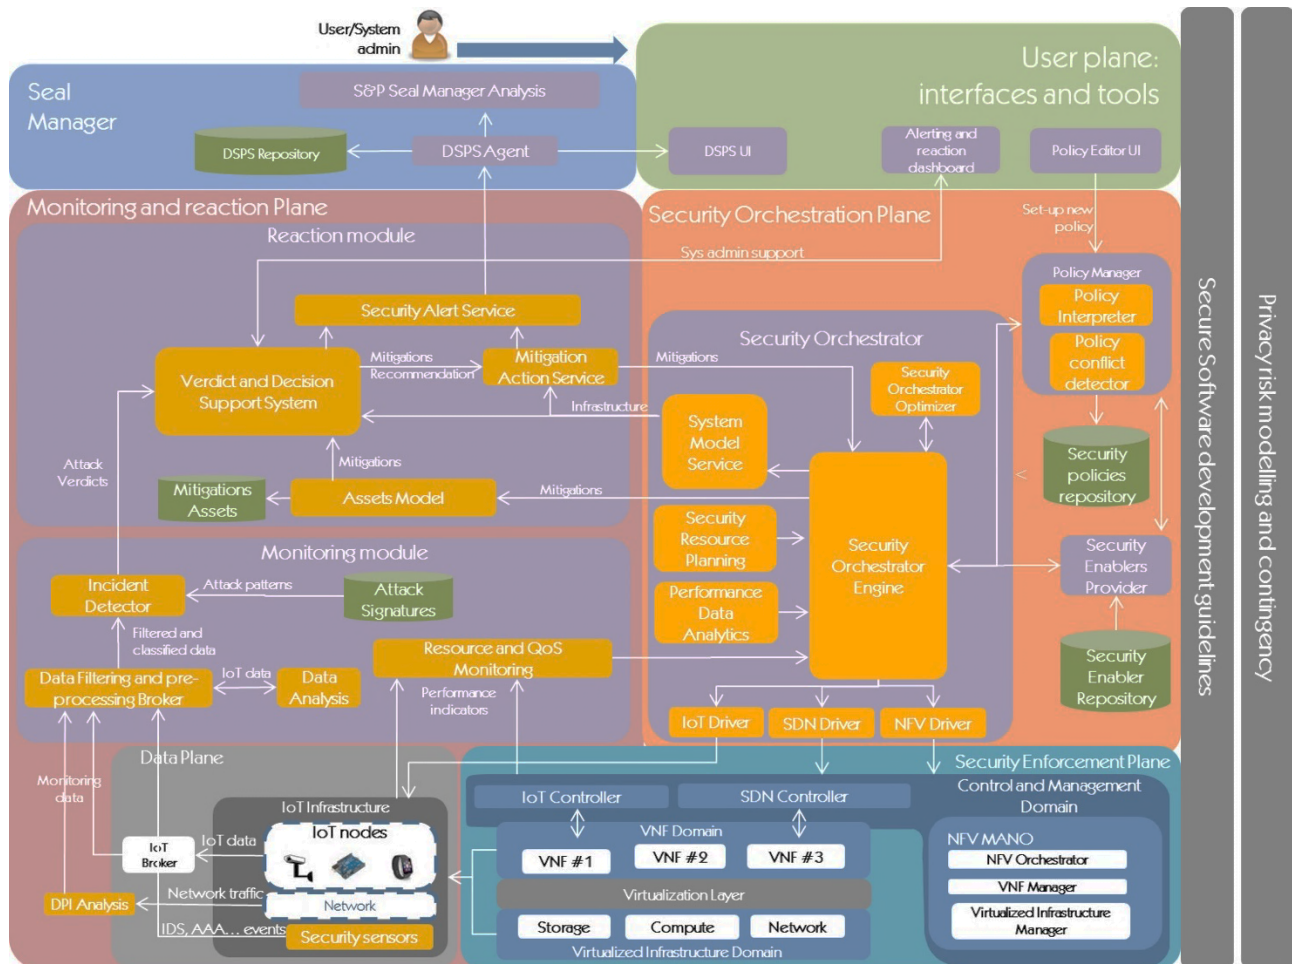 User/System
admin
Seal
Manager
S&P Seal Manager Analysis
DSPS Repository
DSPS Agent
User plane:
interfaces and tools
DSPS UI
Alerting and
reaction
dashboard
Policy Editor UI
Monitoring and reaction Plane
Reaction module
Security Alert Service
Mitigations
Recommendation
Mitigation
Action Service
Verdict and Decision
Support System
Infrastructure
Attack
Verdicts
Mitigations
Mitigations
Assets
Assets Model
Monitoring module
Incident
Detector
Attack patterns
Attack
Signatures
Filtered and
classified data
Resource and QoS
Monitoring
Data Filtering and pre-
processing Broker
IoT data
Data
Analysis
Performance
indicators
Security Orchestration Plane
Sys admin support
Set-up new
policy
Policy Manager
Policy
Interpreter
Policy
conflict
detector
Security
policies
repository
Security
Enablers
Provider
Security
Enabler
Repository
Security Orchestrator
Mitigations
Security
Orchestrator
Optimizer
System
Model
Service
Mitigations
Security
Resource
Planning
Security
Orchestrator
Engine
Performance
Data
Analytics
IoT Driver
SDN Driver
NFV Driver
Data Plane
Monitoring
data
IoT Infrastructure
IoT nodes
IoT
Broker
IoT data
Network traffic
Network
DPI Analysis
IDS, AAA... events
Security sensors
Security Enforcement Plane
IoT Controller
SDN Controller
Control and Management
Domain
VNF Domain
VNF #1
VNF #2
VNF #3
Virtualization Layer
Storage
Compute
Network
Virtualized Infrastructure Domain
NFV MANO
NFV Orchestrator
VNF Manager
Virtualized Infrastructure
Manager
Secure Software development guidelines
Privacy risk modelling and contingency